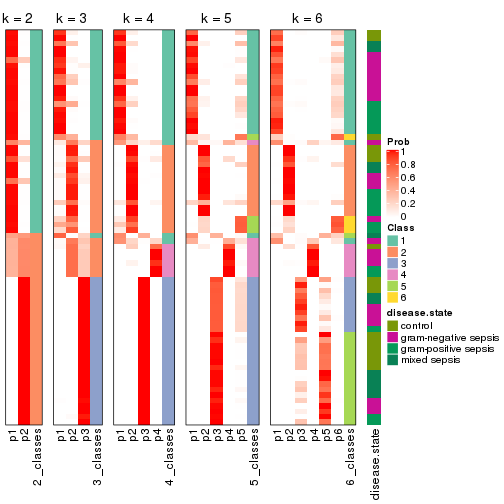 k = 2
k = 3
k = 4
k = 5
k = 6
p1
p2
2_classes
p1
p2
p3
3_classes
p1
p2
p3
p4
4_classes
p1
p2
p3
p4
p5
5_classes
p1
p2
p3
p4
p5
p6
6_classes
disease.state
Prob
1
0.8
0.6
0.4
0.2
0
Class
1
2
3
4
5
6
disease.state
control
gram-negative sepsis
gram-positive sepsis
mixed sepsis